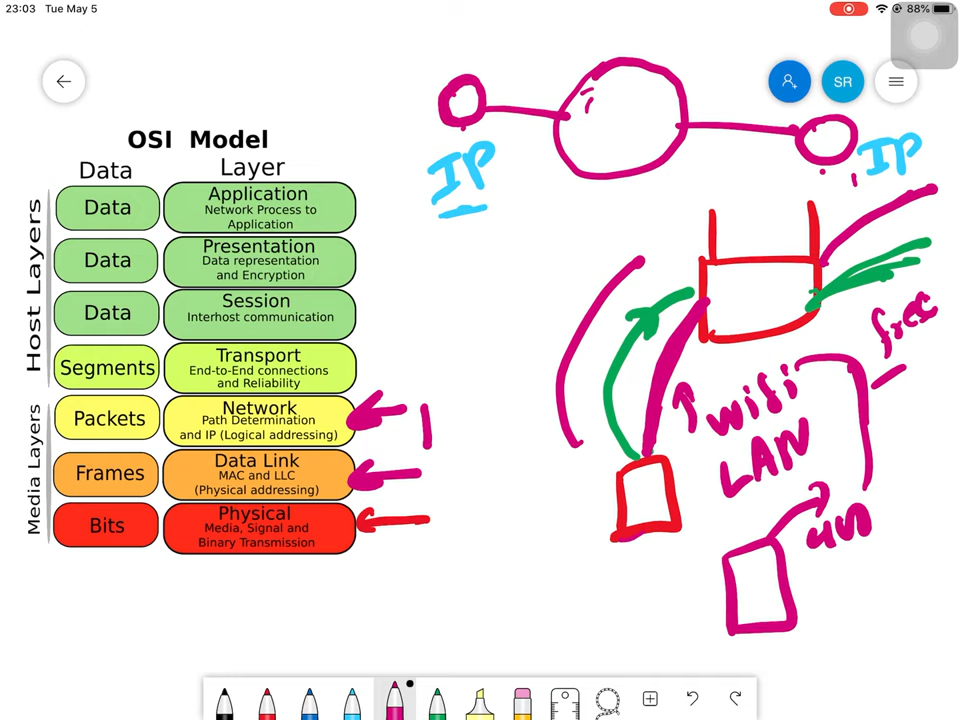 23:03 Tue May 5
88%
SR
OSI Model
Data
Layer
Host Layers
Media Layers
Data
Application
Network Process to
Application
Data
Presentation
Data representation
and Encryption
Data
Session
Interhost communication
Segments
Transport
End-to-End connections
and Reliability
Packets
Network
Path Determination
and IP (Logical addressing)
Frames
Data Link
MAC and LLC
(Physical addressing)
Bits
Physical
Media, Signal and
Binary Transmission
IP
IP
wifi
LAN